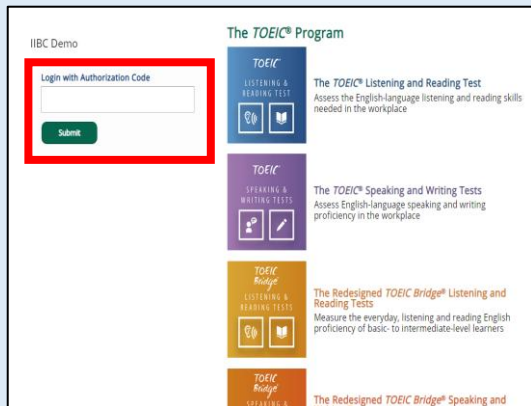 IIBC Demo
Login with Authorization Code
Submit
The TOEIC® Program
TOEIC
LISTENING &
READING TEST
The TOEIC® Listening and Reading Test
Assess the English-language listening and reading skills
needed in the workplace
TOEIC
SPEAKING &
WRITING TESTS
The TOEIC® Speaking and Writing Tests
Assess English-language speaking and writing
proficiency in the workplace
TOEIC
Bridge
LISTENING &
READING TESTS
The Redesigned TOEIC Bridge® Listening and
Reading Tests
Measure the everyday, listening and reading English
proficiency of basic- to intermediate-level learners
TOEIC
Bridge
SPEAKING &
The Redesigned TOEIC Bridge® Speaking and